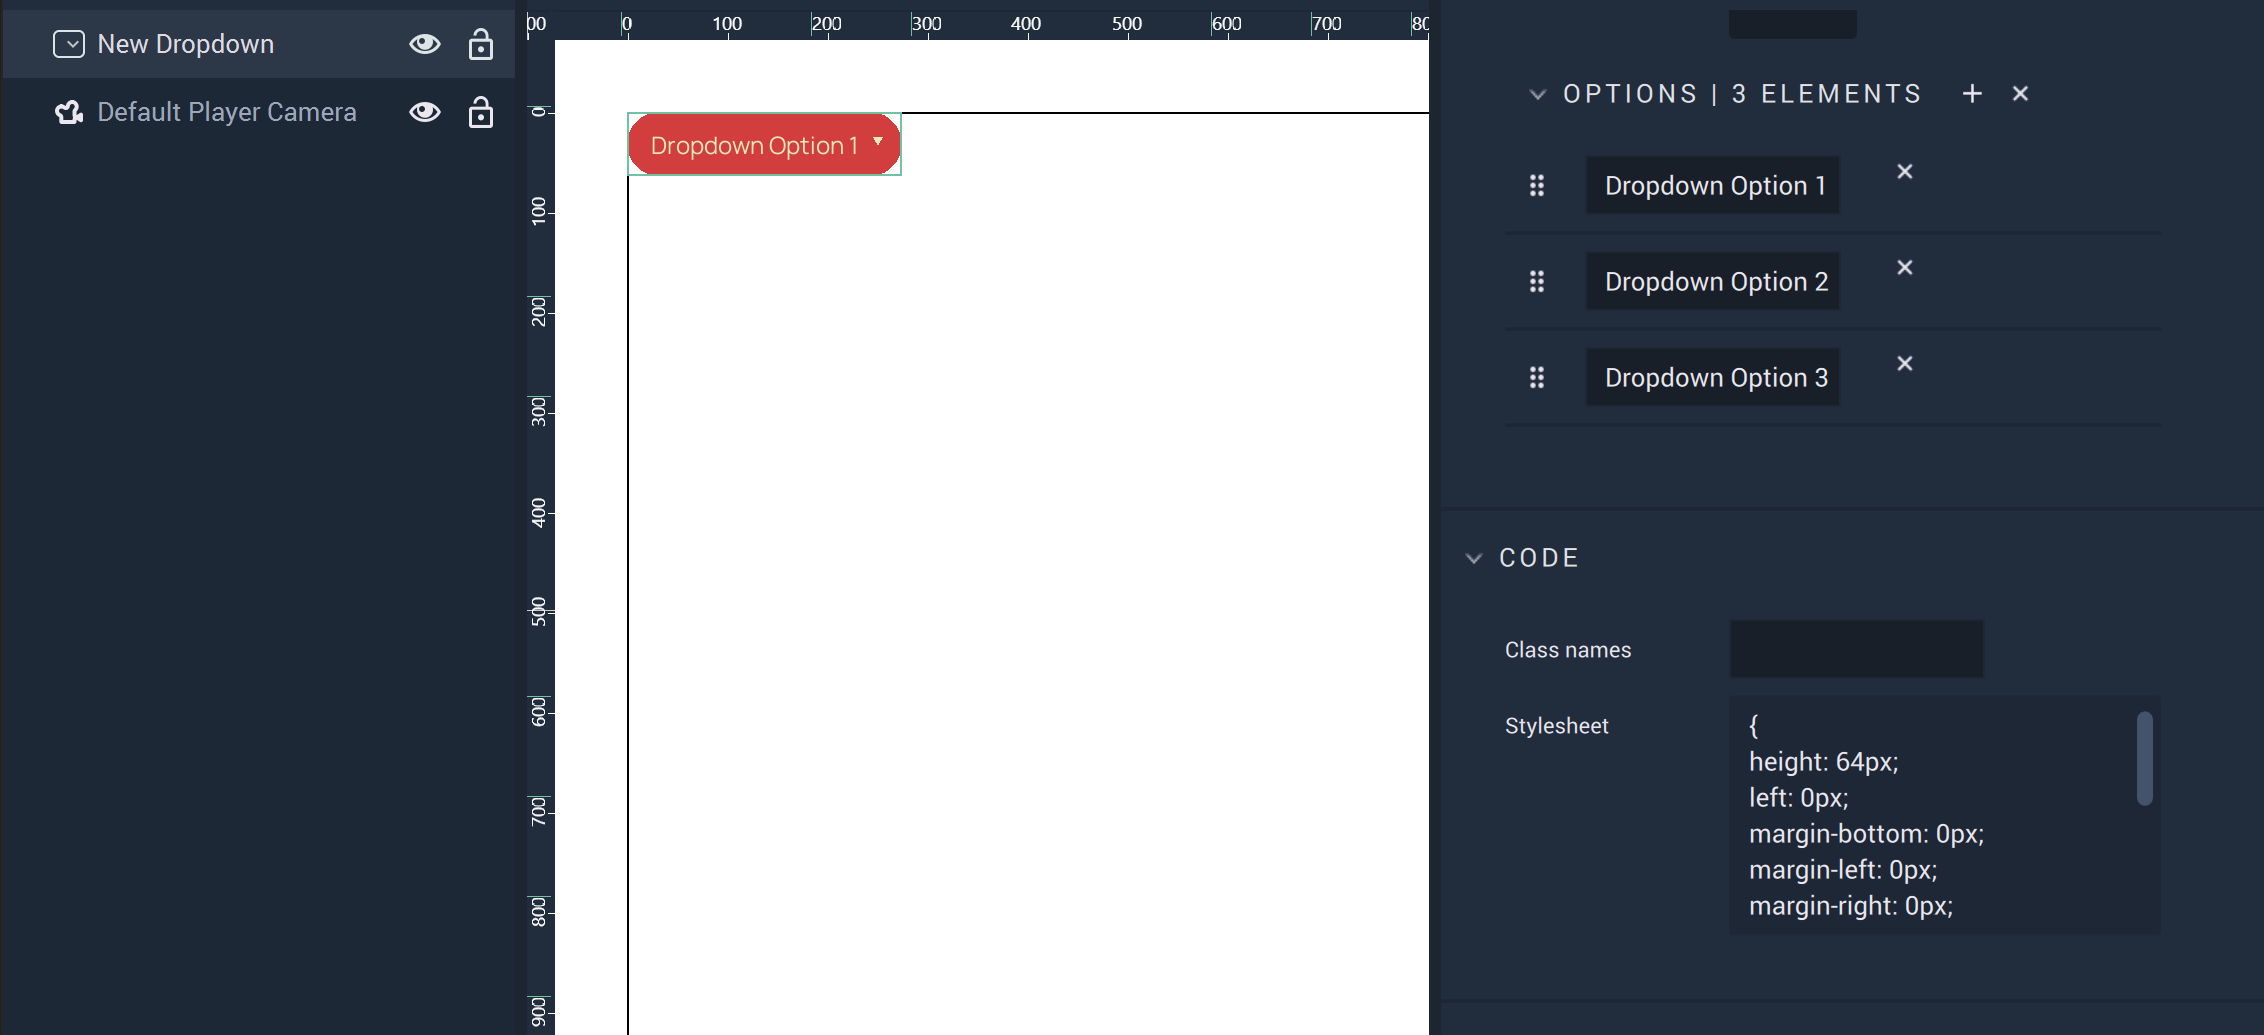 New Dropdown
Default Player Camera
00 0 100 200 300 400 500 600 700 80
0
100
200
300
400
500
600
700
800
900
Dropdown Option 1
OPTIONS | 3 ELEMENTS
Dropdown Option 1
Dropdown Option 2
Dropdown Option 3
CODE
Class names
Stylesheet
{
height: 64px;
left: 0px;
margin-bottom: 0px;
margin-left: 0px;
margin-right: 0px;